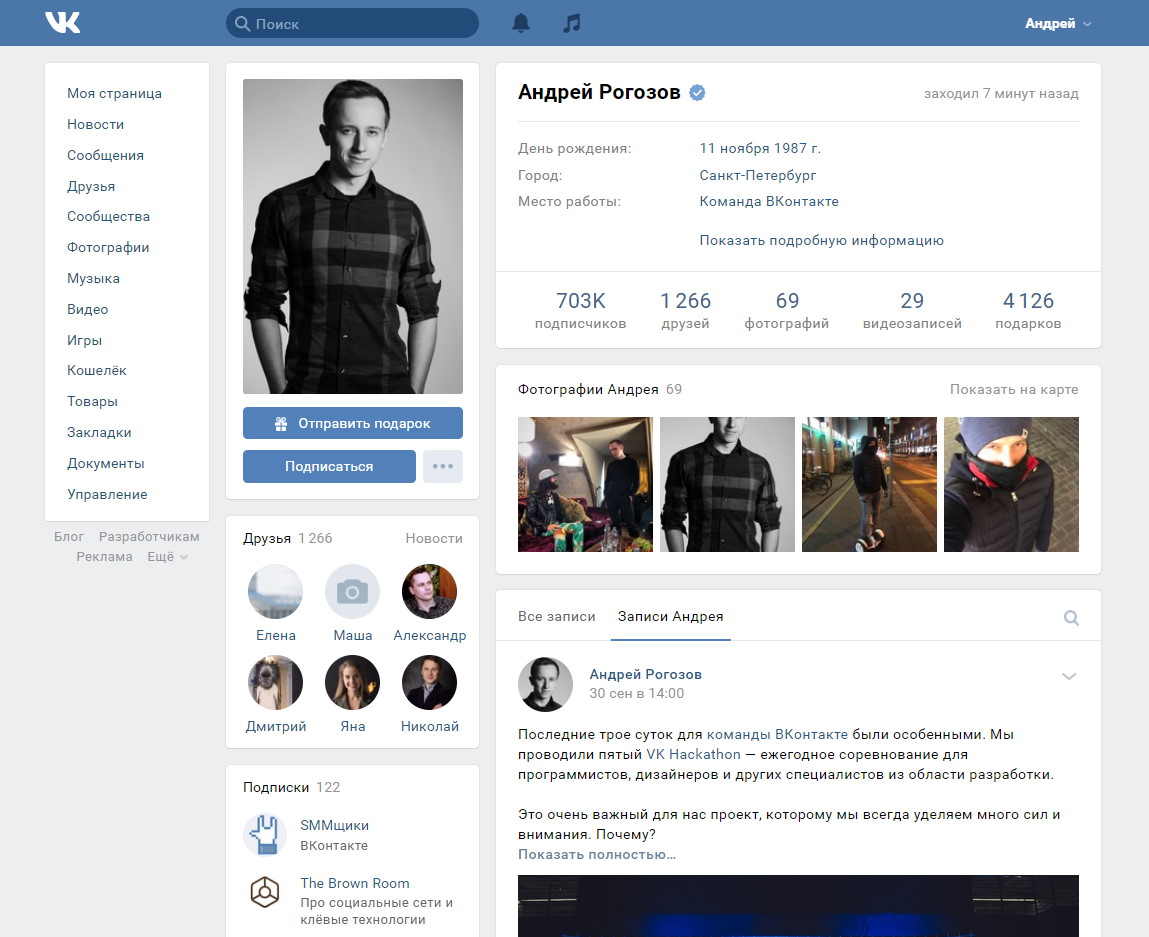 VK
Поиск
Андрей
Моя страница
Новости
Сообщения
Друзья
Сообщества
Фотографии
Музыка
Видео
Игры
Кошелёк
Товары
Закладки
Документы
Управление
Блог Разработчикам
Реклама Ещё
Отправить подарок
Подписаться
Друзья 1 266 Новости
Елена Маша Александр
Дмитрий Яна Николай
Подписки 122
SMMщики
ВКонтакте
The Brown Room
Про социальные сети и
клёвые технологии
Андрей Рогозов заходил 7 минут назад
День рождения: 11 ноября 1987 г.
Город: Санкт-Петербург
Место работы: Команда ВКонтакте
Показать подробную информацию
703K 1 266 69 29 4 126
подписчиков друзей фотографий видеозаписей подарков
Фотографии Андрея 69 Показать на карте
Все записи Записи Андрея
Андрей Рогозов
30 сен в 14:00
Последние трое суток для команды ВКонтакте были особенными. Мы
проводили пятый VK Hackathon — ежегодное соревнование для
программистов, дизайнеров и других специалистов из области разработки.
Это очень важный для нас проект, которому мы всегда уделяем много сил и
внимания. Почему?
Показать полностью…